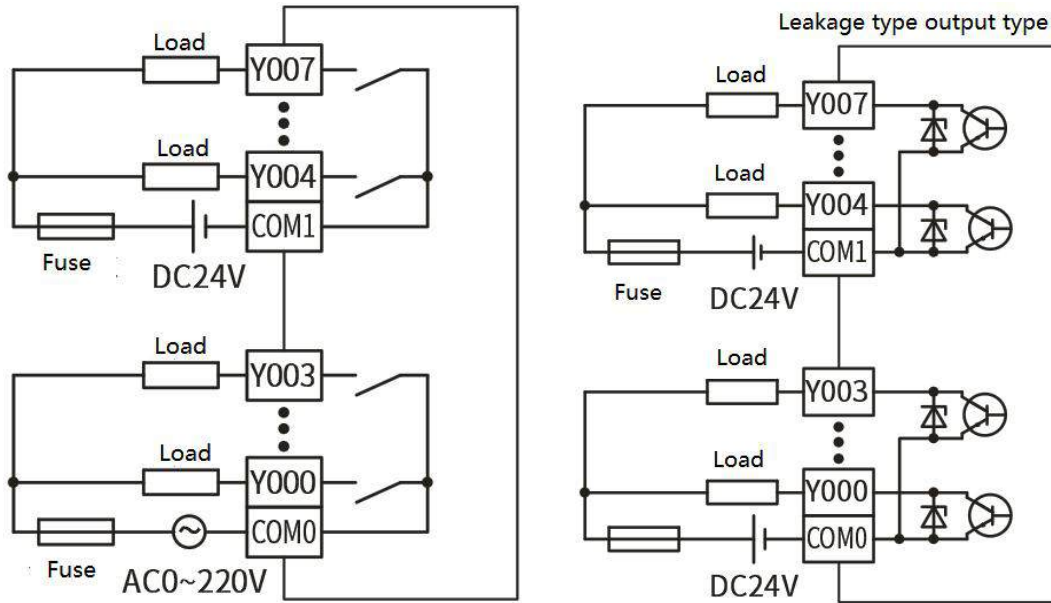 Load
Y007
Load
Y004
COM1
Fuse
DC24V
Load
Y003
Load
Y000
COM0
Fuse
AC0~220V
Leakage type output type
Load
Y007
Load
Y004
COM1
Fuse
DC24V
Load
Y003
Load
Y000
COM0
DC24V